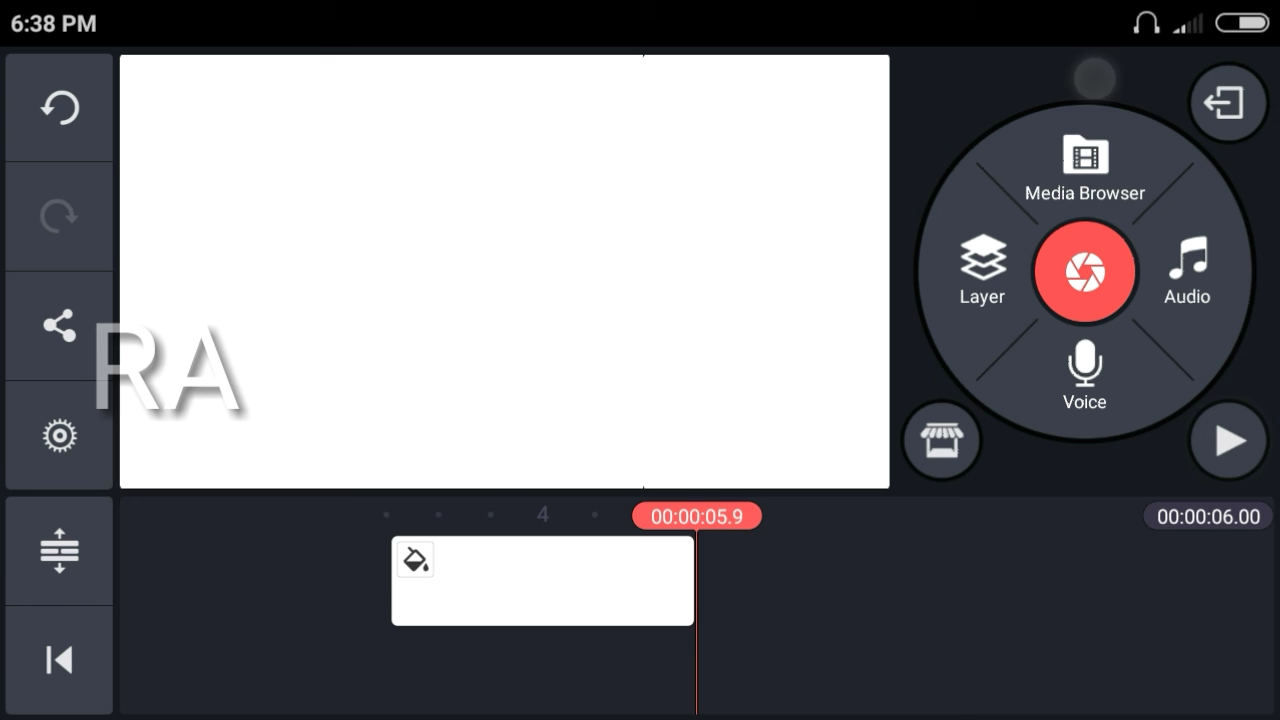 6:38 PM
Media Browser
Layer
Audio
Voice
RA
4
00:00:05.9
00:00:06.00